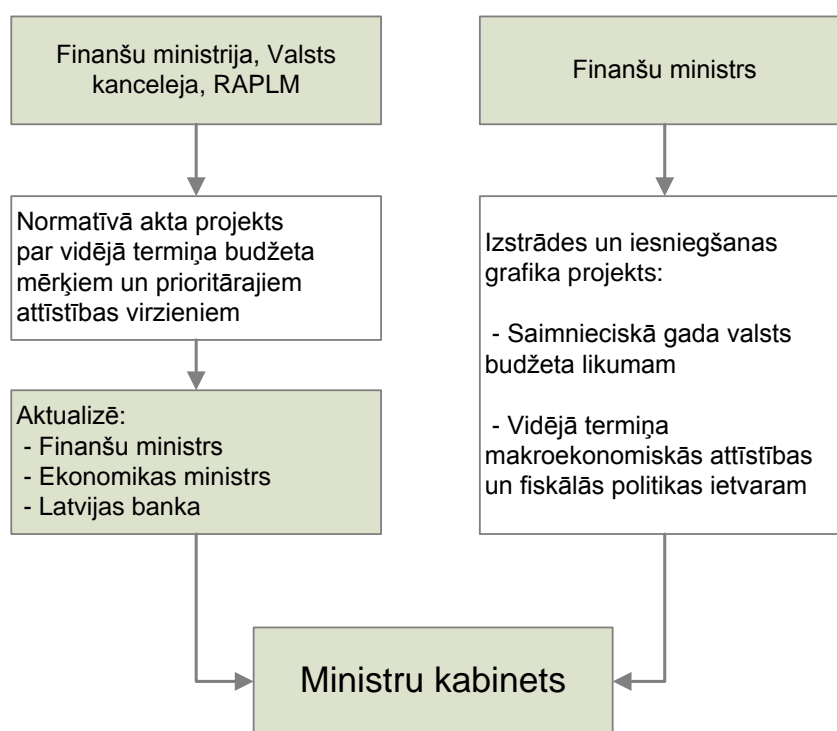 Finanšu ministrija, Valsts
kanceleja, RAPLM
Finanšu ministrs
Normatīvā akta projekts
par vidējā termiņa budžeta
mērķiem un prioritārajiem
attīstības virzieniem
Izstrādes un iesniegšanas
grafika projekts:
- Saimnieciskā gada valsts
budžeta likumam
- Vidējā termiņa
makroekonomiskās attīstības
un fiskālās politikas ietvaram
Aktualizē:
- Finanšu ministrs
- Ekonomikas ministrs
- Latvijas banka
Ministru kabinets